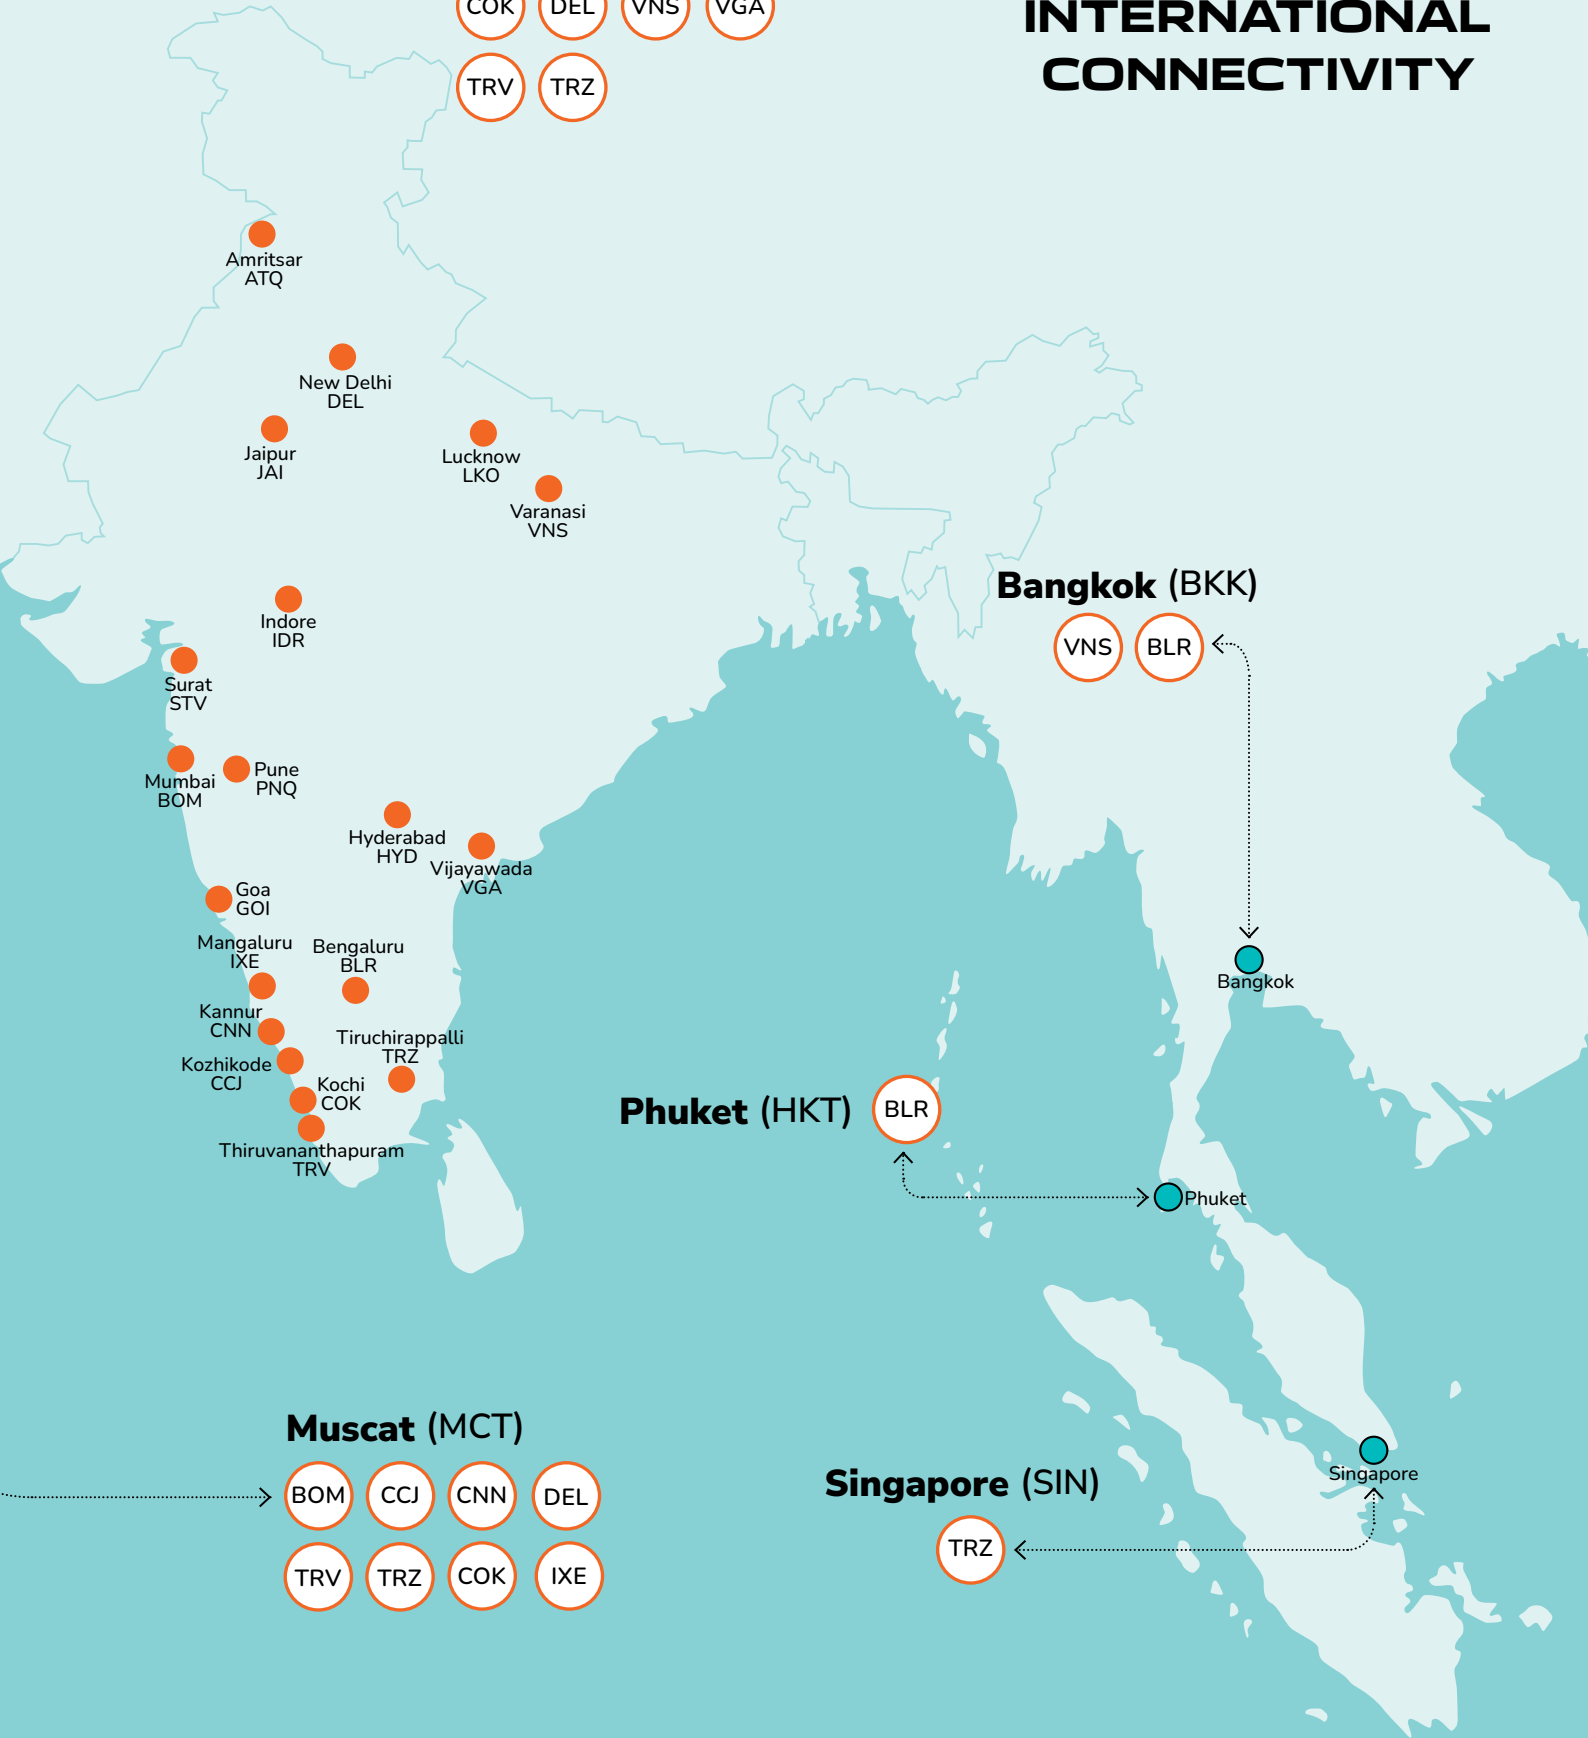 COK DEL VNS VGA
TRV TRZ
INTERNATIONAL
CONNECTIVITY
Amritsar
ATQ
New Delhi
DEL
Jaipur
JAI
Lucknow
LKO
Varanasi
VNS
Indore
IDR
Surat
STV
Mumbai
BOM
Pune
PNQ
Hyderabad
HYD
Vijayawada
VGA
Goa
GOI
Mangaluru
IXE
Bengaluru
BLR
Kannur
CNN
Tiruchirappalli
TRZ
Kozhikode
CCJ
Kochi
COK
Thiruvananthapuram
TRV
Bangkok (BKK)
VNS BLR
Bangkok
Phuket (HKT) BLR
Phuket
Muscat (MCT)
BOM CCJ CNN DEL
TRV TRZ COK IXE
Singapore (SIN)
TRZ
Singapore